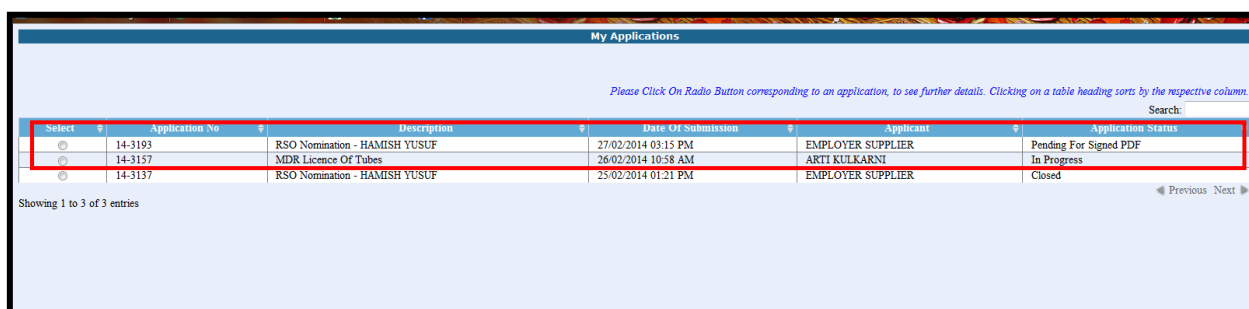 My Applications
Please Click On Radio Button corresponding to an application, to see further details. Clicking on a table heading sorts by the respective column.
Search:
Select Application No Description Date Of Submission Applicant Application Status
14-3193 RSO Nomination - HAMISH YUSUF 27/02/2014 03:15 PM EMPLOYER SUPPLIER Pending For Signed PDF
14-3157 MDR Licence Of Tubes 26/02/2014 10:58 AM ARTI KULKARNI In Progress
14-3137 RSO Nomination - HAMISH YUSUF 25/02/2014 01:21 PM EMPLOYER SUPPLIER Closed
Previous Next
Showing 1 to 3 of 3 entries